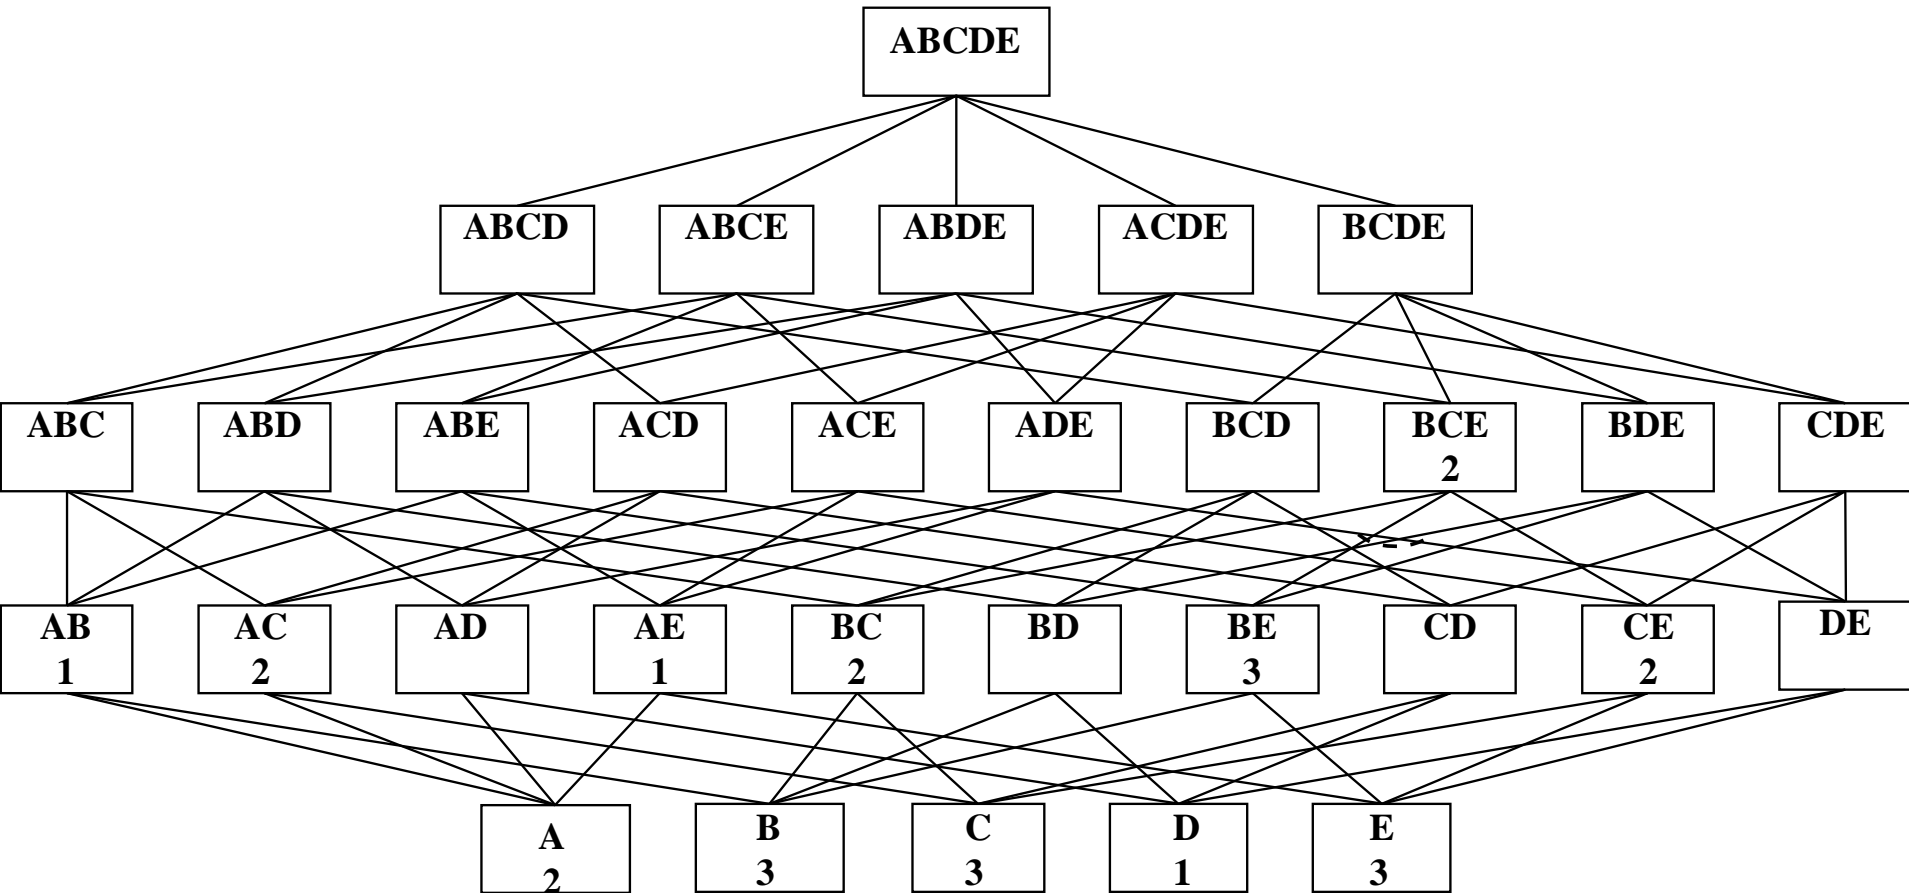 ABCDE
ABCD ABCE ABDE ACDE BCDE
ABC ABD ABE ACD ACE ADE BCD BCE BDE CDE
2
AB AC AD AE BC BD BE CD CE DE
1 2 1 2 3 2
A B C D E
2 3 3 1 3